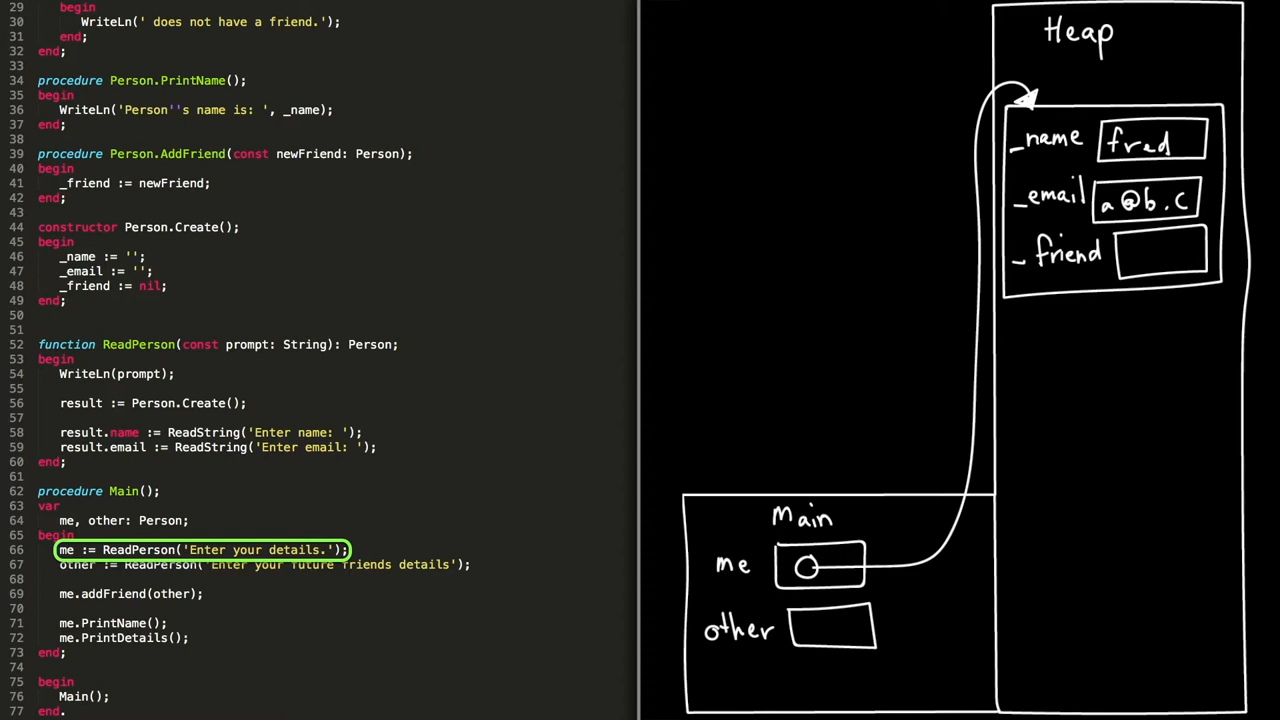 29 begin
30 WriteLn(' does not have a friend.');
31 end;
32 end;
33
34 procedure Person.PrintName();
35 begin
36 WriteLn('Person''s name is: ', _name);
37 end;
38
39 procedure Person.AddFriend(const newFriend: Person);
40 begin
41 _friend := newFriend;
42 end;
43
44 constructor Person.Create();
45 begin
46 _name := '';
47 _email := '';
48 _friend := nil;
49 end;
50
51
52 function ReadPerson(const prompt: String): Person;
53 begin
54 WriteLn(prompt);
55
56 result := Person.Create();
57
58 result.name := ReadString('Enter name: ');
59 result.email := ReadString('Enter email: ');
60 end;
61
62 procedure Main();
63 var
64 me, other: Person;
65 begin
66 me := ReadPerson('Enter your details.');
67 other := ReadPerson('Enter your future friends details');
68
69 me.addFriend(other);
70
71 me.PrintName();
72 me.PrintDetails();
73 end;
74
75 begin
76 Main();
77 end.
Heap
_name fred
_email a@b.c
_friend
Main
me
other